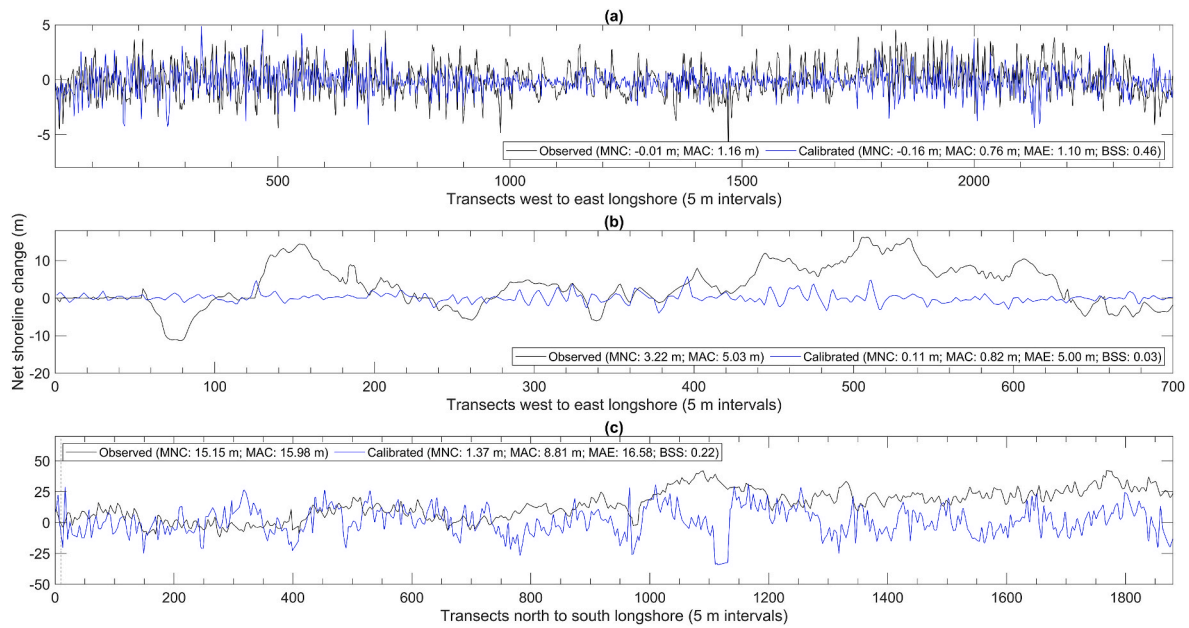 (a)
5
0
-5
Observed (MNC: -0.01 m; MAC: 1.16 m) Calibrated (MNC: -0.16 m; MAC: 0.76 m; MAE: 1.10 m; BSS: 0.46)
500 1000 1500 2000
Transects west to east longshore (5 m intervals)
Net shoreline change (m)
(b)
10
0
-10
-20
Observed (MNC: 3.22 m; MAC: 5.03 m) Calibrated (MNC: 0.11 m; MAC: 0.82 m; MAE: 5.00 m; BSS: 0.03)
0 100 200 300 400 500 600 700
Transects west to east longshore (5 m intervals)
(c)
Observed (MNC: 15.15 m; MAC: 15.98 m) Calibrated (MNC: 1.37 m; MAC: 8.81 m; MAE: 16.58; BSS: 0.22)
50
25
0
-25
-50
0 200 400 600 800 1000 1200 1400 1600 1800
Transects north to south longshore (5 m intervals)